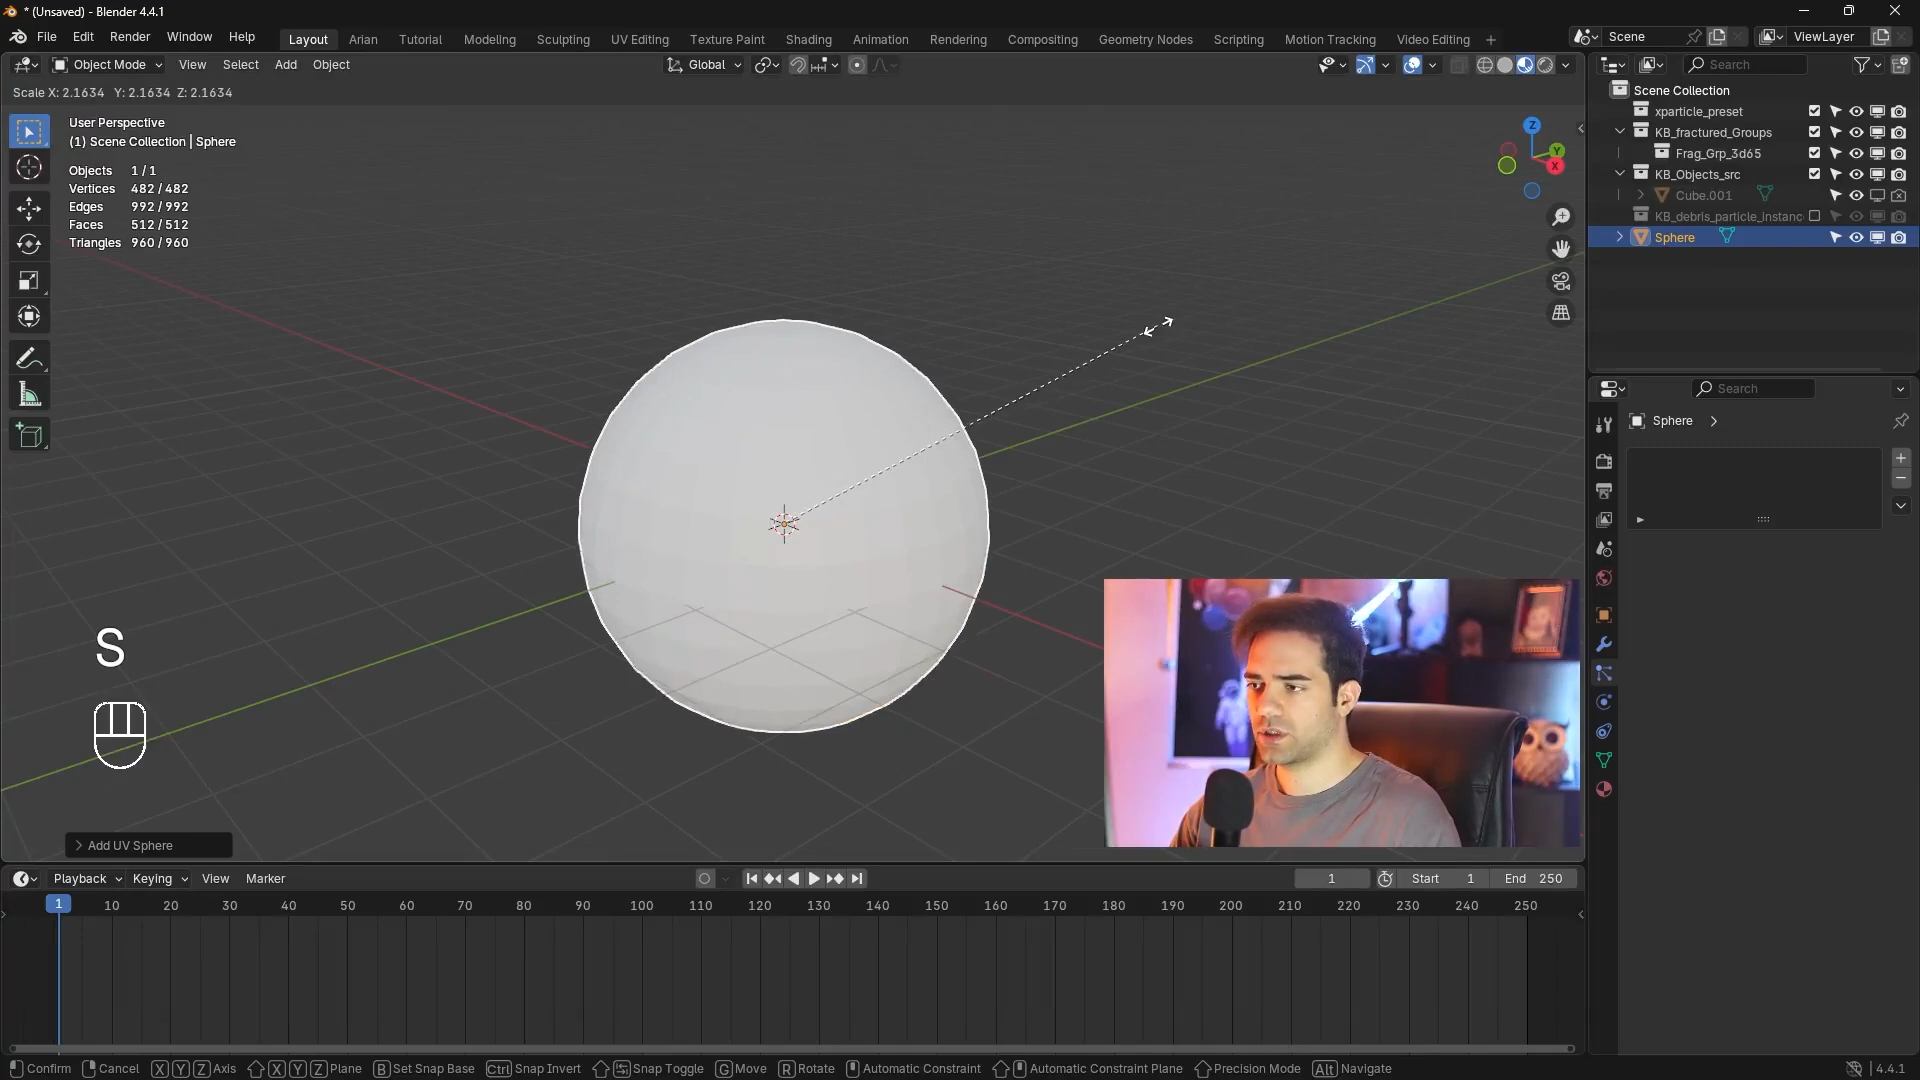 * (Unsaved) - Blender 4.4.1
File Edit Render Window Help Layout Arian Tutorial Modeling Sculpting UV Editing Texture Paint Shading Animation Rendering Compositing Geometry Nodes Scripting Motion Tracking Video Editing + Scene ViewLayer
Object Mode View Select Add Object Global Search
Scale X: 2.1634 Y: 2.1634 Z: 2.1634
User Perspective
(1) Scene Collection | Sphere
Objects 1 / 1
Vertices 482 / 482
Edges 992 / 992
Faces 512 / 512
Triangles 960 / 960
Z
Y
X
Scene Collection
xparticle_preset
KB_fractured_Groups
Frag_Grp_3d65
KB_Objects_src
Cube.001
KB_debris_particle_instanc
Sphere
Search
Sphere
S
Add UV Sphere
Playback Keying View Marker 1 Start 1 End 250
1 10 20 30 40 50 60 70 80 90 100 110 120 130 140 150 160 170 180 190 200 210 220 230 240 250
Confirm Cancel X Y Z Axis X Y Z Plane B Set Snap Base Ctrl Snap Invert Snap Toggle G Move R Rotate Automatic Constraint Automatic Constraint Plane Precision Mode Alt Navigate 4.4.1